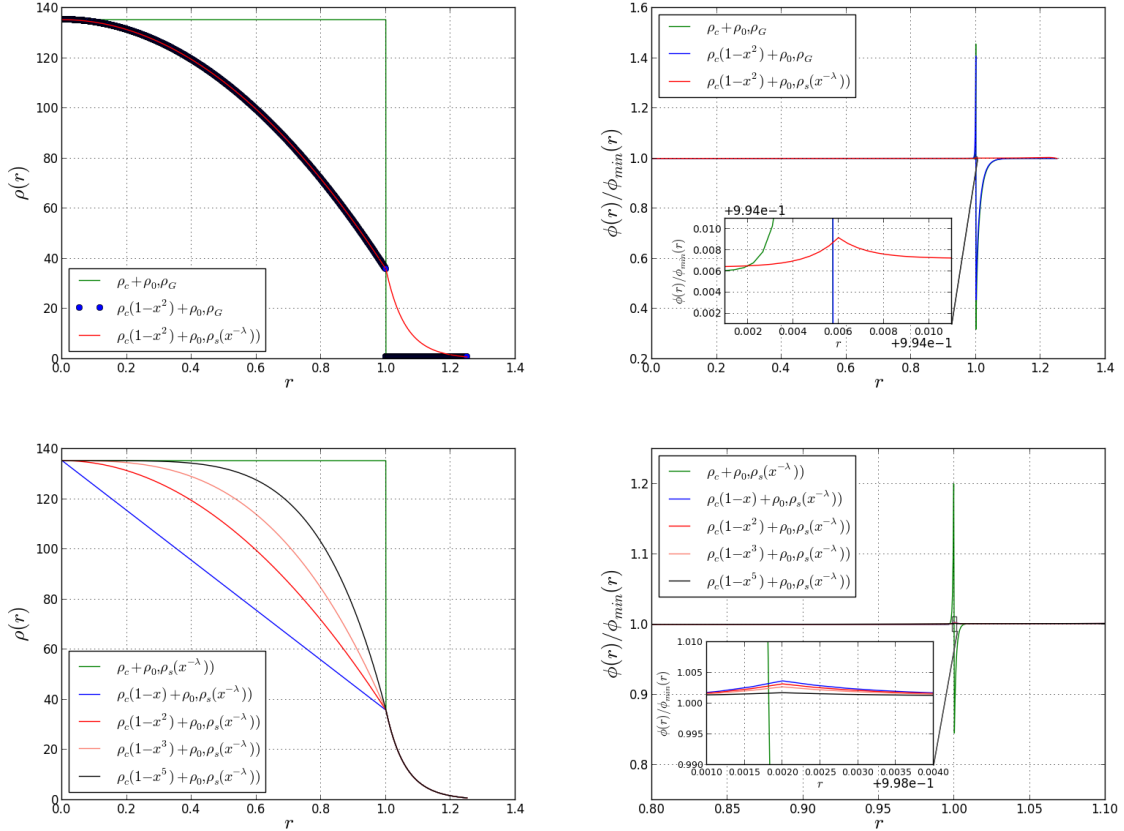 140
120
100
80
60
40
20
0
0.0 0.2 0.4 0.6 0.8 1.0 1.2 1.4
ρ(r)
r
ρ_c+ρ_0,ρ_G
ρ_c(1−x^2)+ρ_0,ρ_G
ρ_c(1−x^2)+ρ_0,ρ_s(x^{−λ}))
1.6
1.4
1.2
1.0
0.8
0.6
0.4
0.2
0.0 0.2 0.4 0.6 0.8 1.0 1.2 1.4
ϕ(r)/ϕ_{min}(r)
r
ρ_c+ρ_0,ρ_G
ρ_c(1−x^2)+ρ_0,ρ_G
ρ_c(1−x^2)+ρ_0,ρ_s(x^{−λ}))
+9.94e−1
0.010
0.008
0.006
0.004
0.002
0.002 0.004 0.006 0.008 0.010
+9.94e−1
ϕ(r)/ϕ_{min}(r)
r
140
120
100
80
60
40
20
0
0.0 0.2 0.4 0.6 0.8 1.0 1.2 1.4
ρ(r)
r
ρ_c+ρ_0,ρ_s(x^{−λ}))
ρ_c(1−x)+ρ_0,ρ_s(x^{−λ}))
ρ_c(1−x^2)+ρ_0,ρ_s(x^{−λ}))
ρ_c(1−x^3)+ρ_0,ρ_s(x^{−λ}))
ρ_c(1−x^5)+ρ_0,ρ_s(x^{−λ}))
1.2
1.1
1.0
0.9
0.8
0.80 0.85 0.90 0.95 1.00 1.05 1.10
ϕ(r)/ϕ_{min}(r)
r
ρ_c+ρ_0,ρ_s(x^{−λ}))
ρ_c(1−x)+ρ_0,ρ_s(x^{−λ}))
ρ_c(1−x^2)+ρ_0,ρ_s(x^{−λ}))
ρ_c(1−x^3)+ρ_0,ρ_s(x^{−λ}))
ρ_c(1−x^5)+ρ_0,ρ_s(x^{−λ}))
1.010
1.005
1.000
0.995
0.990
0.0010 0.0015 0.0020 0.0025 0.0030 0.0035 0.0040
+9.98e−1
ϕ(r)/ϕ_{min}(r)
r